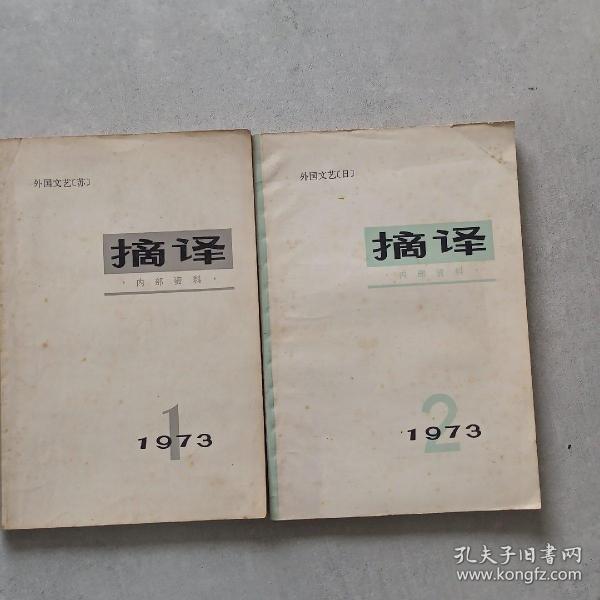 外国文艺〔苏〕
摘译
·内部资料·
1
1973
外国文艺〔日〕
摘译
·内部资料·
2
1973
孔夫子旧书网
www.kongfz.com